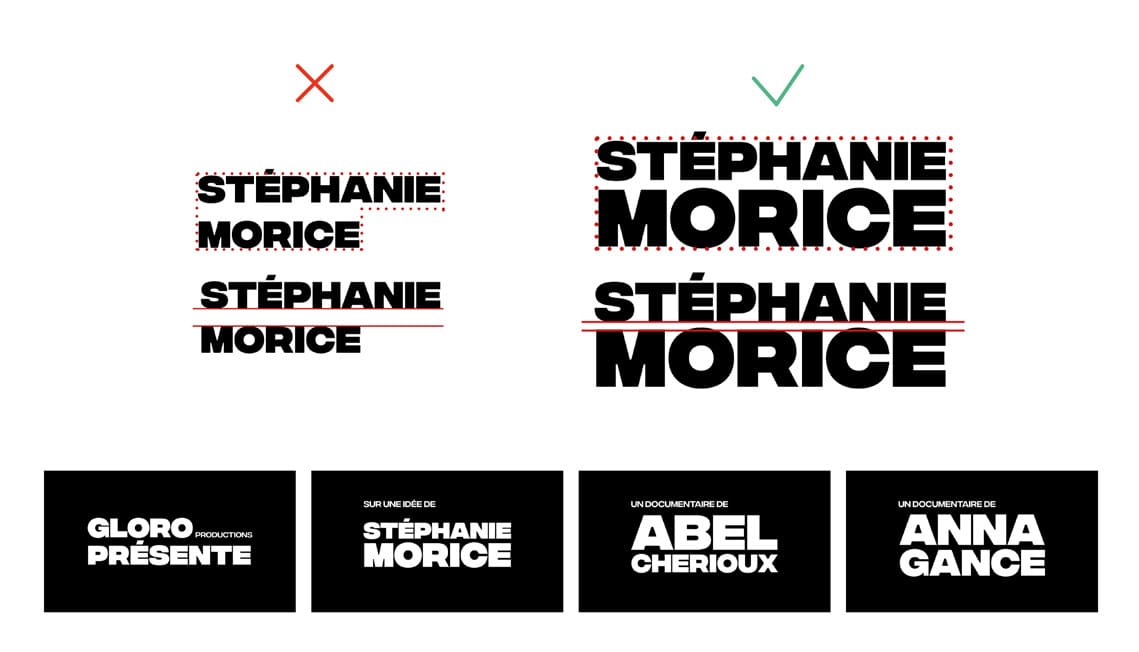 STÉPHANIE
MORICE
STÉPHANIE
MORICE
STÉPHANIE
MORICE
STÉPHANIE
MORICE
GLORO PRODUCTIONS
PRÉSENTE
SUR UNE IDÉE DE
STÉPHANIE
MORICE
UN DOCUMENTAIRE DE
ABEL
CHERIOUX
UN DOCUMENTAIRE DE
ANNA
GANCE